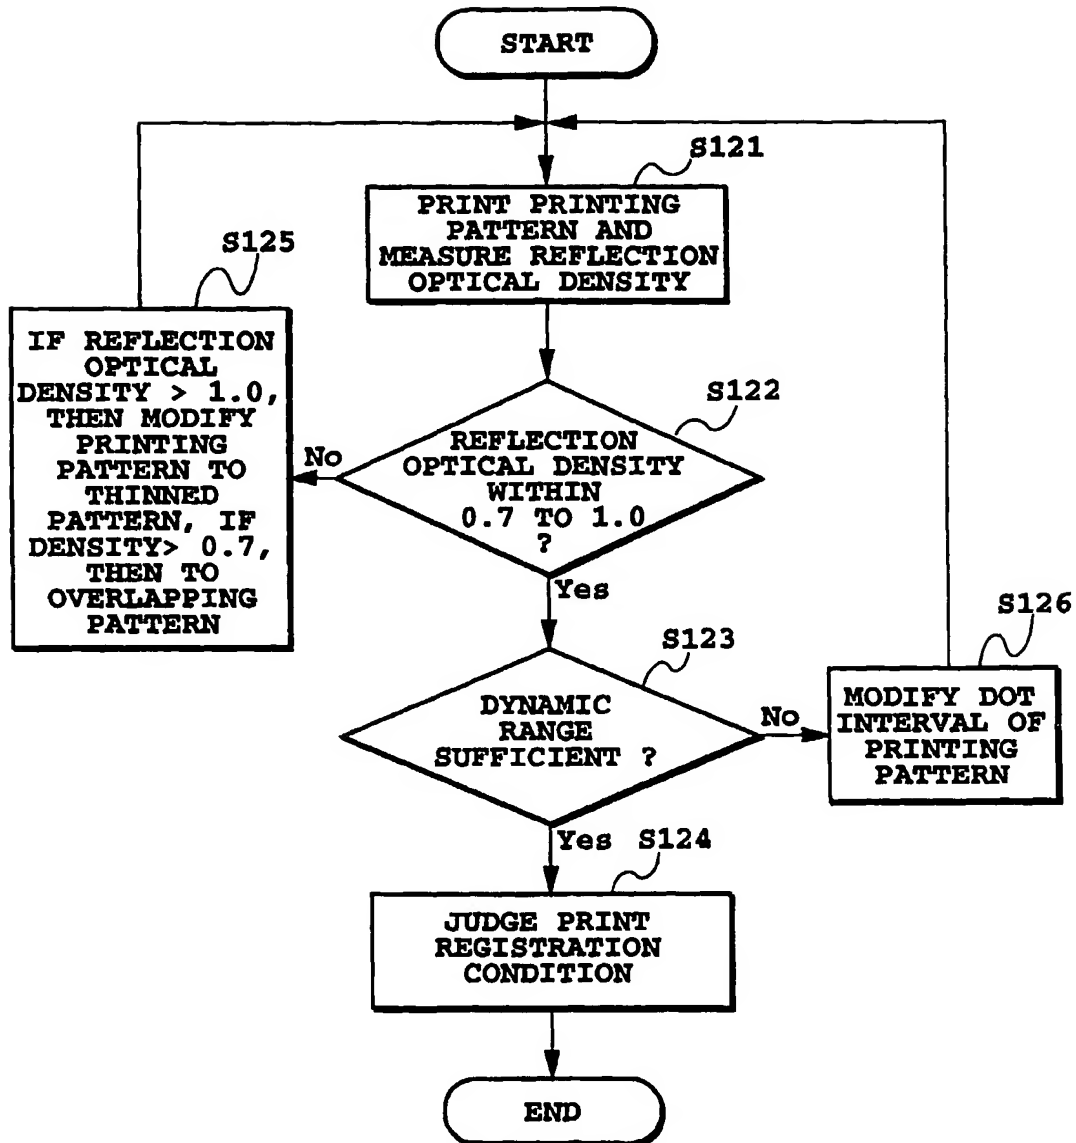 START
S121
PRINT PRINTING
PATTERN AND
MEASURE REFLECTION
OPTICAL DENSITY
S125
IF REFLECTION
OPTICAL
DENSITY > 1.0,
THEN MODIFY
PRINTING
PATTERN TO
THINNED
PATTERN, IF
DENSITY> 0.7,
THEN TO
OVERLAPPING
PATTERN
S122
No
REFLECTION
OPTICAL DENSITY
WITHIN
0.7 TO 1.0
?
Yes
S123
DYNAMIC
RANGE
SUFFICIENT ?
No
S126
MODIFY DOT
INTERVAL OF
PRINTING
PATTERN
Yes
S124
JUDGE PRINT
REGISTRATION
CONDITION
END